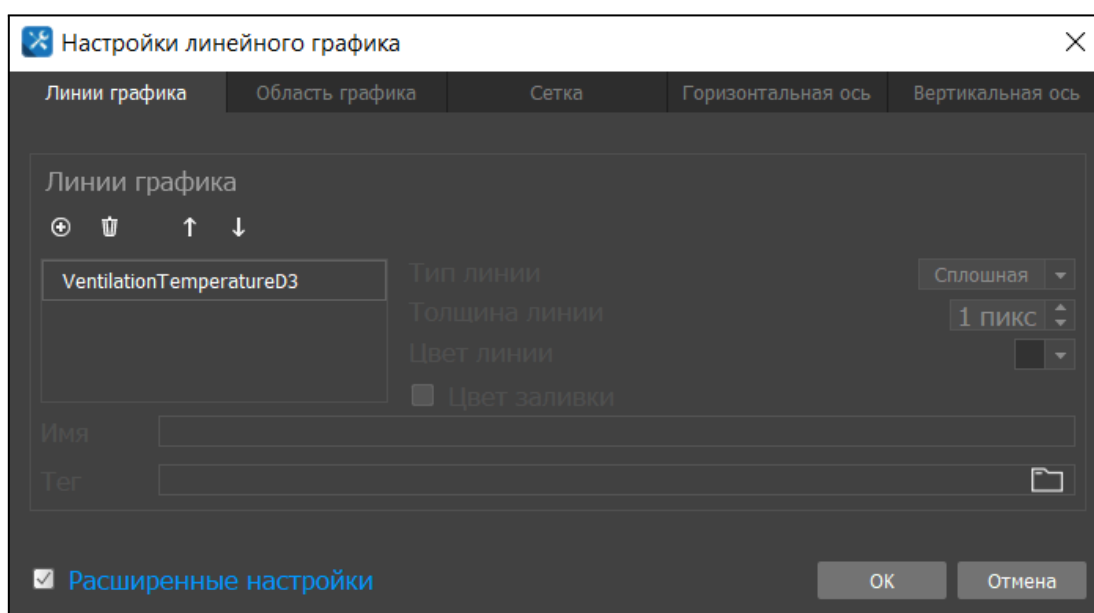 Настройки линейного графика
Линии графика Область графика Сетка Горизонтальная ось Вертикальная ось
Линии графика
VentilationTemperatureD3
Тип линии Сплошная
Толщина линии 1 пикс
Цвет линии
Цвет заливки
Имя
Тег
Расширенные настройки OK Отмена